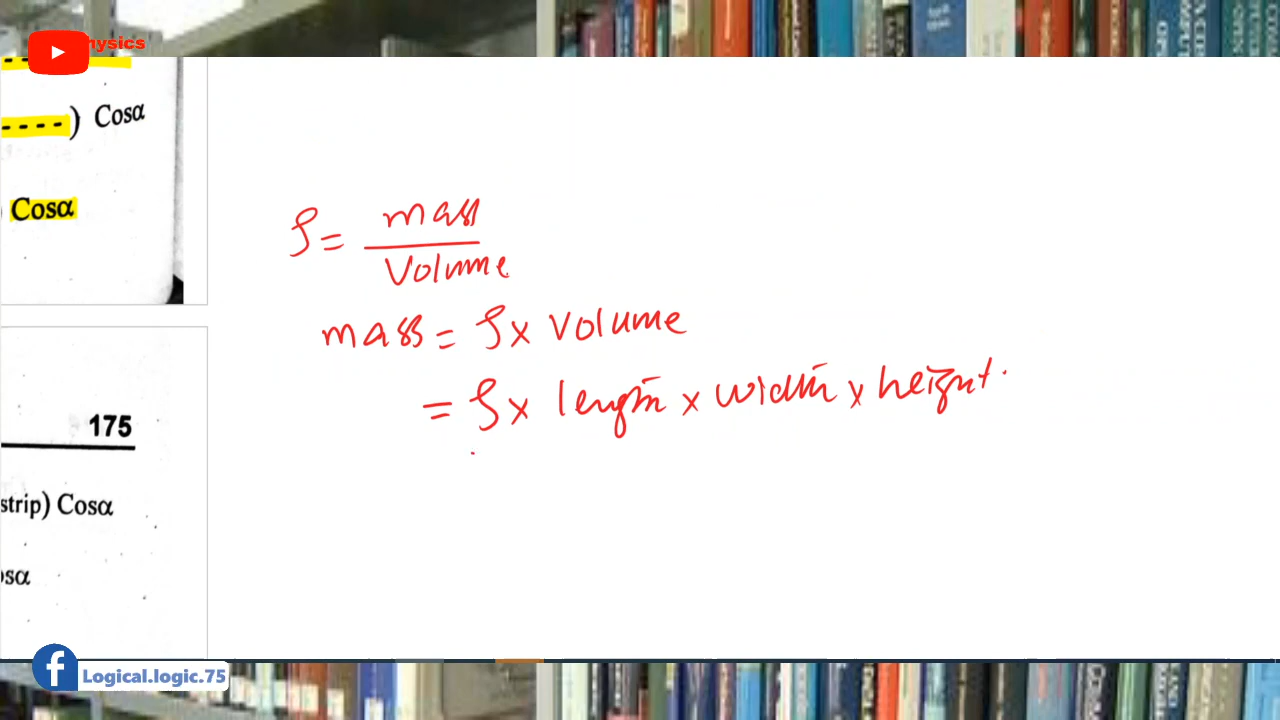 hysics
- - - - ) Cosα
Cosα
175
strip) Cosα
osα
ρ = mass / Volume
mass = ρ x volume
= ρ x length x width x height.
Logical.logic.75